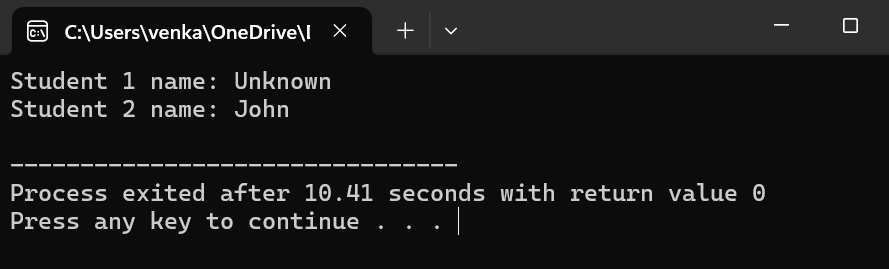 C:\Users\venka\OneDrive\I
Student 1 name: Unknown
Student 2 name: John
--------------------------------
Process exited after 10.41 seconds with return value 0
Press any key to continue . . .